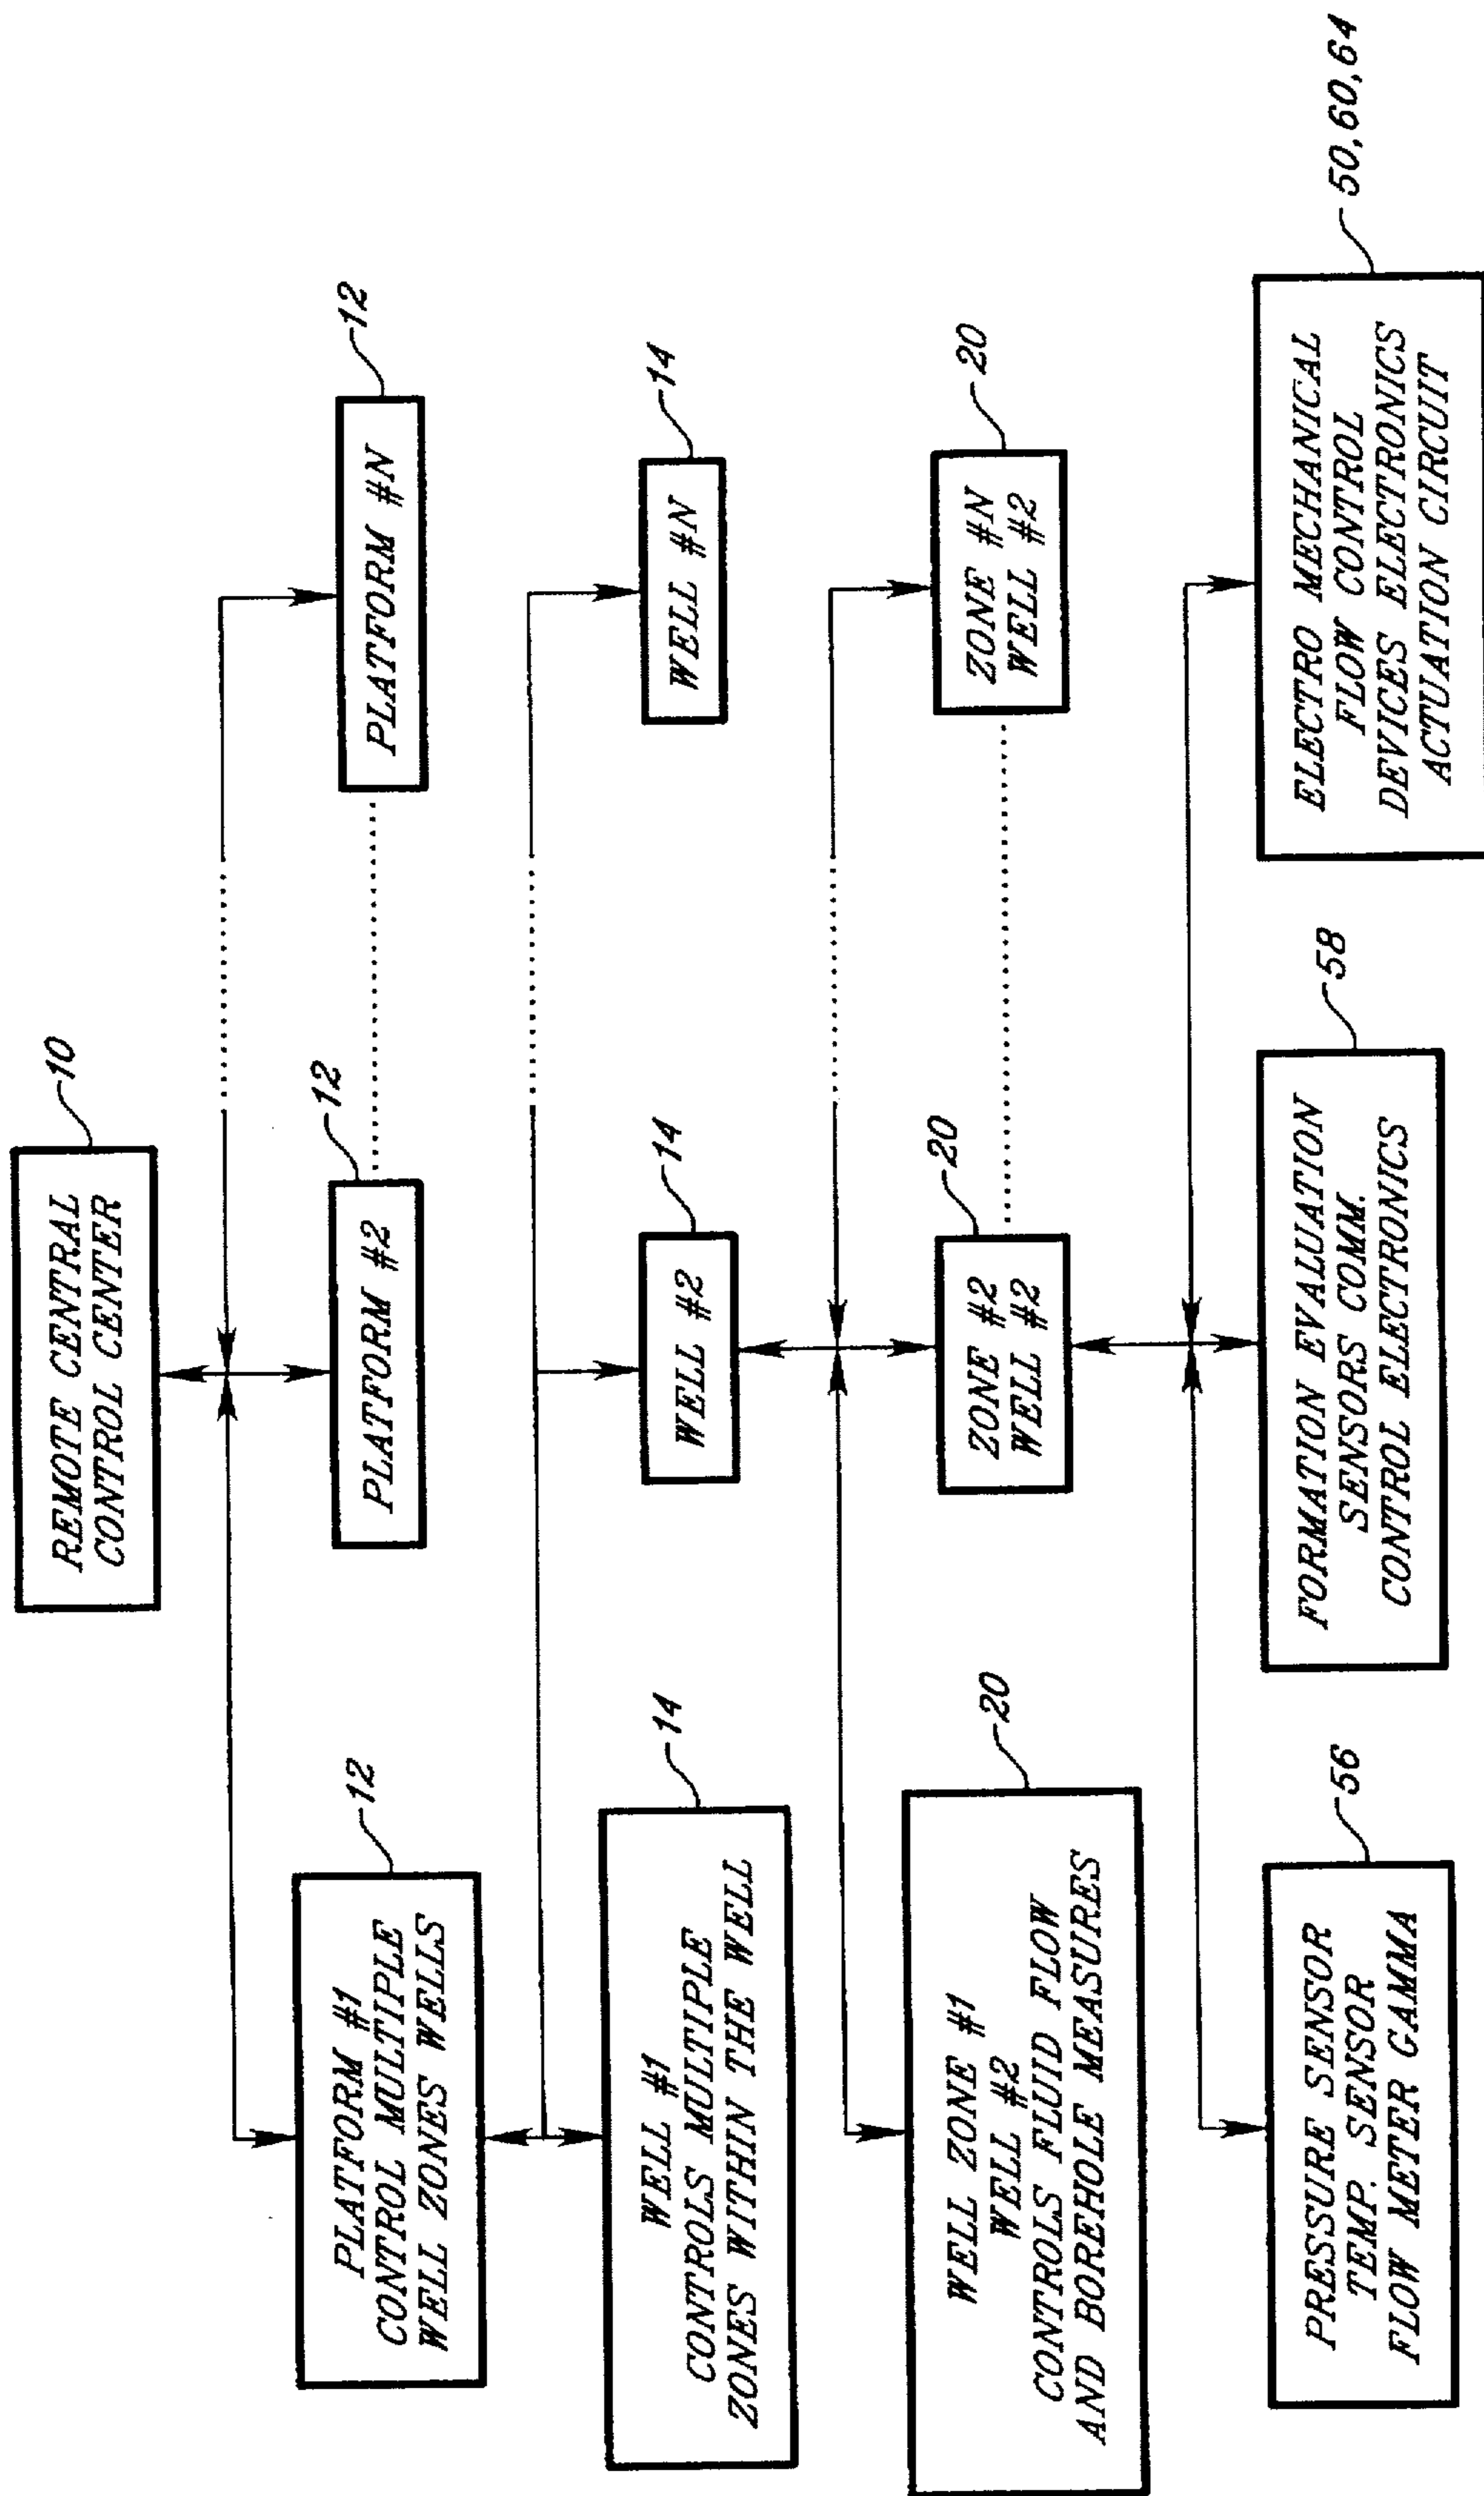 REMOTE CENTRAL
CONTROL CENTER
10
PLATFORM #1
CONTROL MULTIPLE
WELL ZONES WELLS
12
PLATFORM #2
12
PLATFORM #N
12
WELL #1
CONTROLS MULTIPLE
ZONES WITHIN THE WELL
14
WELL #2
14
WELL #N
14
WELL ZONE #1
WELL #2
CONTROLS FLUID FLOW
AND BOREHOLE MEASURES
20
ZONE #2
WELL #2
20
ZONE #N
WELL #2
20
PRESSURE SENSOR
TEMP. SENSOR
FLOW METER GAMMA
56
FORMATION EVALUATION
SENSORS COMM.
CONTROL ELECTRONICS
58
ELECTRO MECHANICAL
FLOW CONTROL
DEVICES ELECTRONICS
ACTUATION CIRCUIT
50,60,64